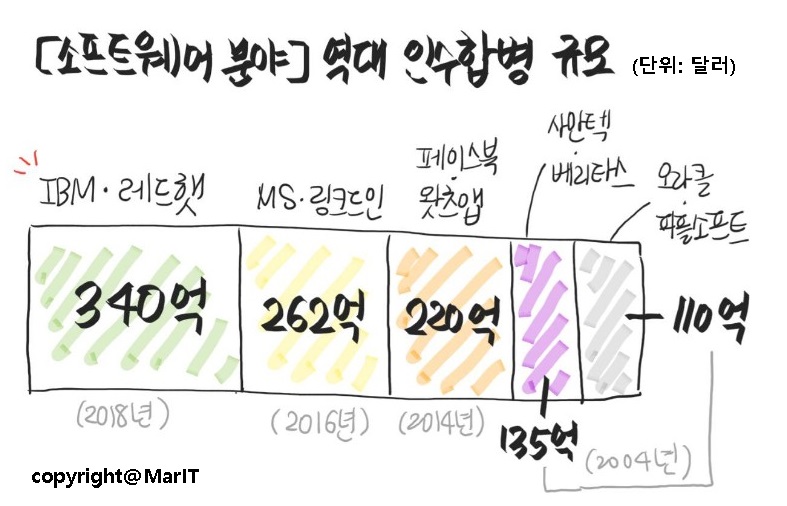 [소프트웨어 분야] 역대 인수합병 규모 (단위: 달러)
IBM·레드햇
MS·링크드인
페이스북
·
왓츠앱
사만텍
·
베리타스
오라클
·
피플소프트
340억
262억
220억
135억
110억
(2018년)
(2016년)
(2014년)
(2004년)
copyright@MarIT